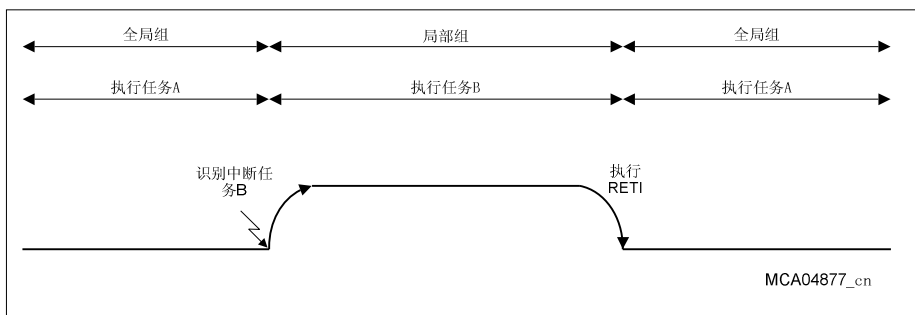 全局组
局部组
全局组
执行任务A
执行任务B
执行任务A
识别中断任
务B
执行
RETI
MCA04877_cn